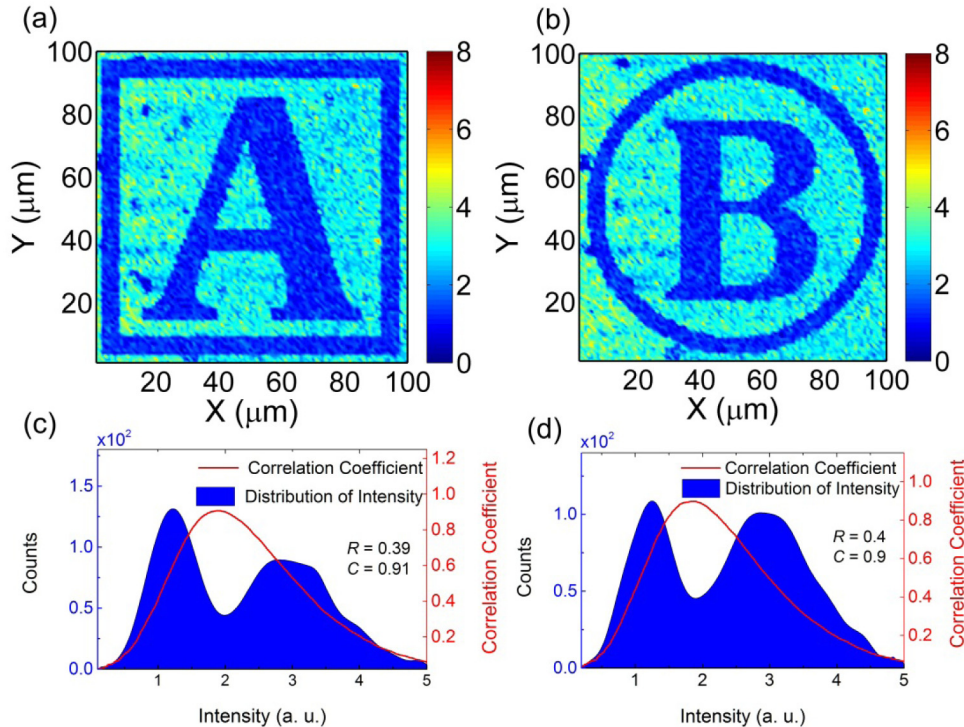 (a)
100
80
60
40
20
Y (μm)
20 40 60 80 100
X (μm)
8
6
4
2
0
A
(b)
100
80
60
40
20
Y (μm)
20 40 60 80 100
X (μm)
8
6
4
2
0
B
(c)
x10²
1.5
1.0
0.5
0.0
Counts
Correlation Coefficient
Distribution of Intensity
R = 0.39
C = 0.91
1.2
1.0
0.8
0.6
0.4
0.2
Correlation Coefficient
1 2 3 4 5
Intensity (a. u.)
(d)
x10²
1.0
0.5
0.0
Counts
Correlation Coefficient
Distribution of Intensity
R = 0.4
C = 0.9
1.0
0.8
0.6
0.4
0.2
Correlation Coefficient
1 2 3 4 5
Intensity (a. u.)